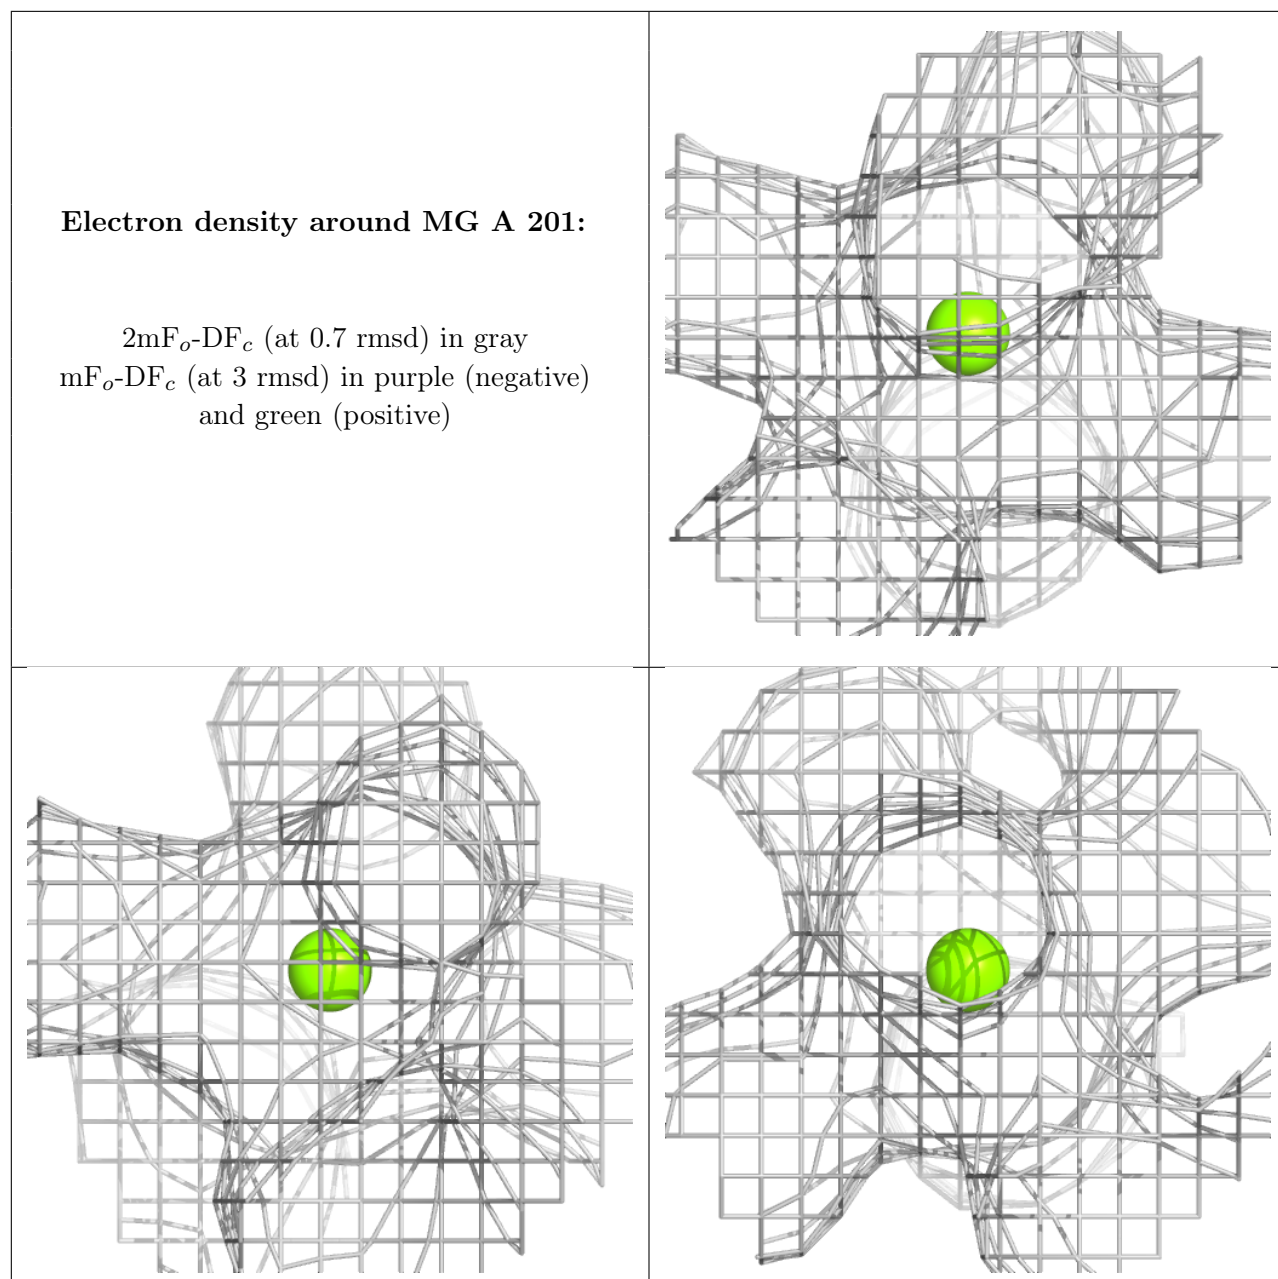 Electron density around MG A 201:
2mFo-DFc (at 0.7 rmsd) in gray
mFo-DFc (at 3 rmsd) in purple (negative)
and green (positive)